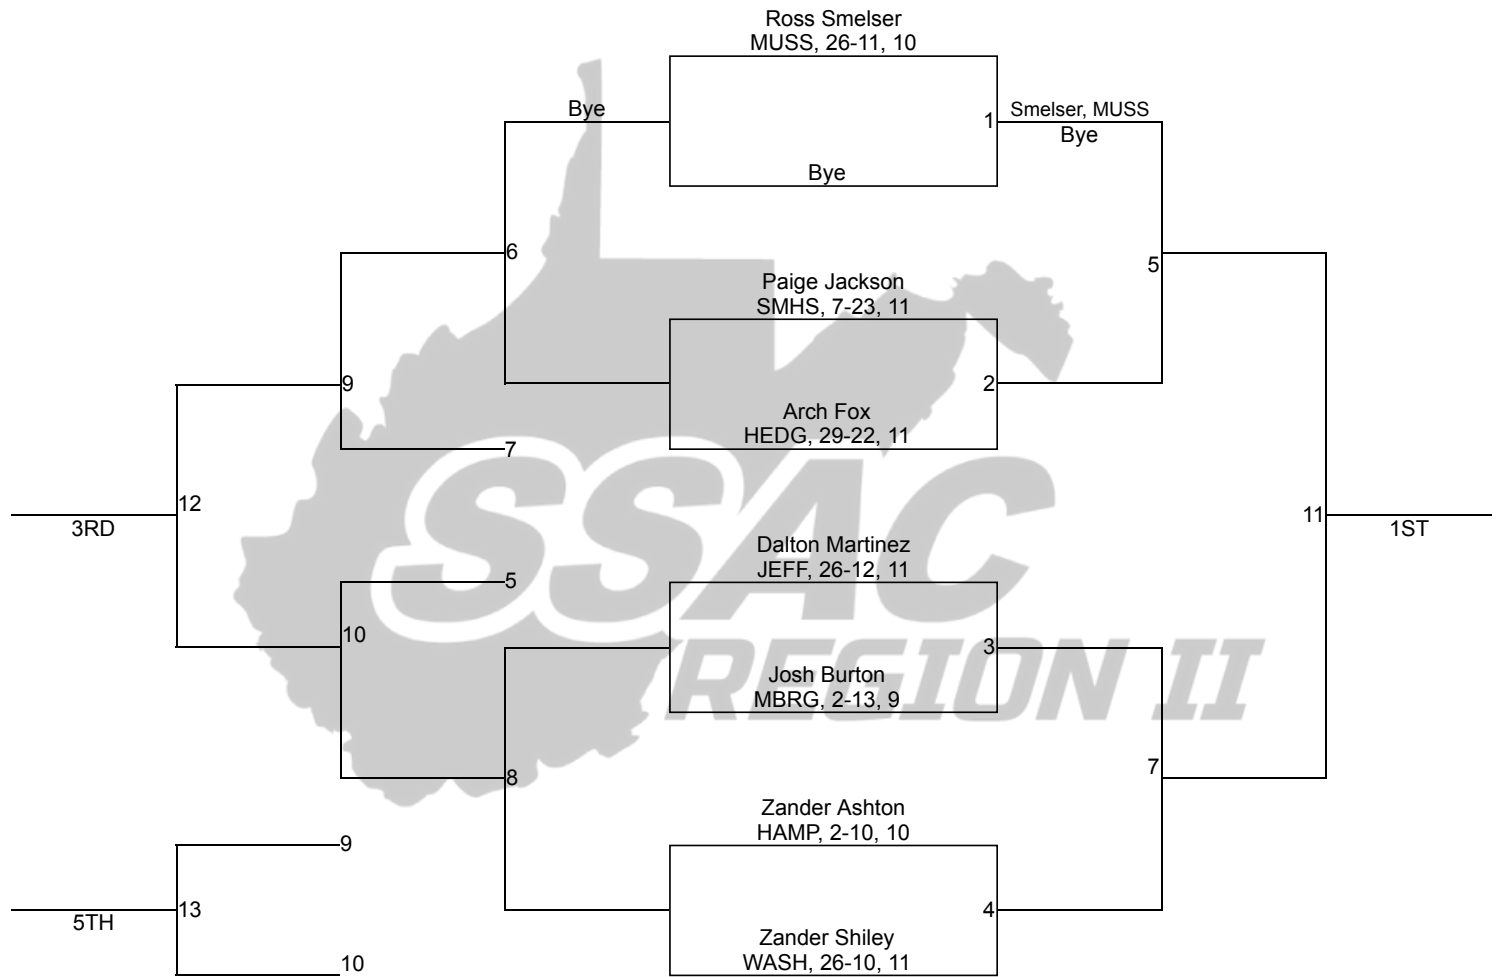 Ross Smelser
MUSS, 26-11, 10
Bye
1
Smelser, MUSS
Bye
Bye
6
5
Paige Jackson
SMHS, 7-23, 11
9
2
Arch Fox
HEDG, 29-22, 11
7
SSAC
12
3RD
11
1ST
Dalton Martinez
JEFF, 26-12, 11
5
10
3
REGION II
Josh Burton
MBRG, 2-13, 9
8
7
Zander Ashton
HAMP, 2-10, 10
9
13
5TH
4
Zander Shiley
WASH, 26-10, 11
10